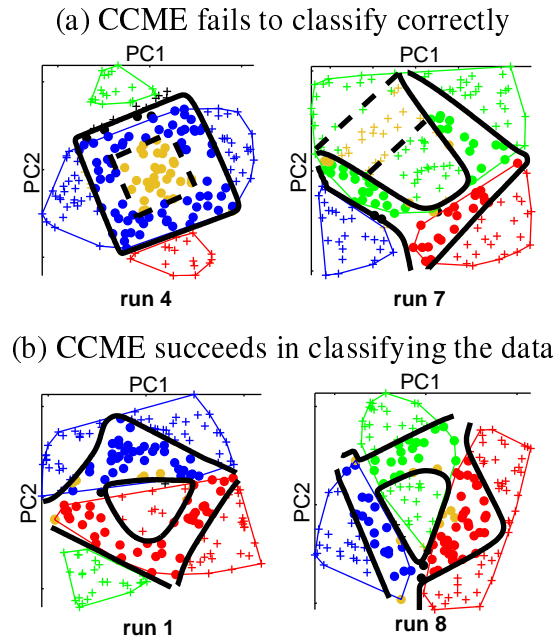 (a) CCME fails to classify correctly
PC1 PC1
PC2 PC2
run 4 run 7
(b) CCME succeeds in classifying the data
PC1 PC1
PC2 PC2
run 1 run 8